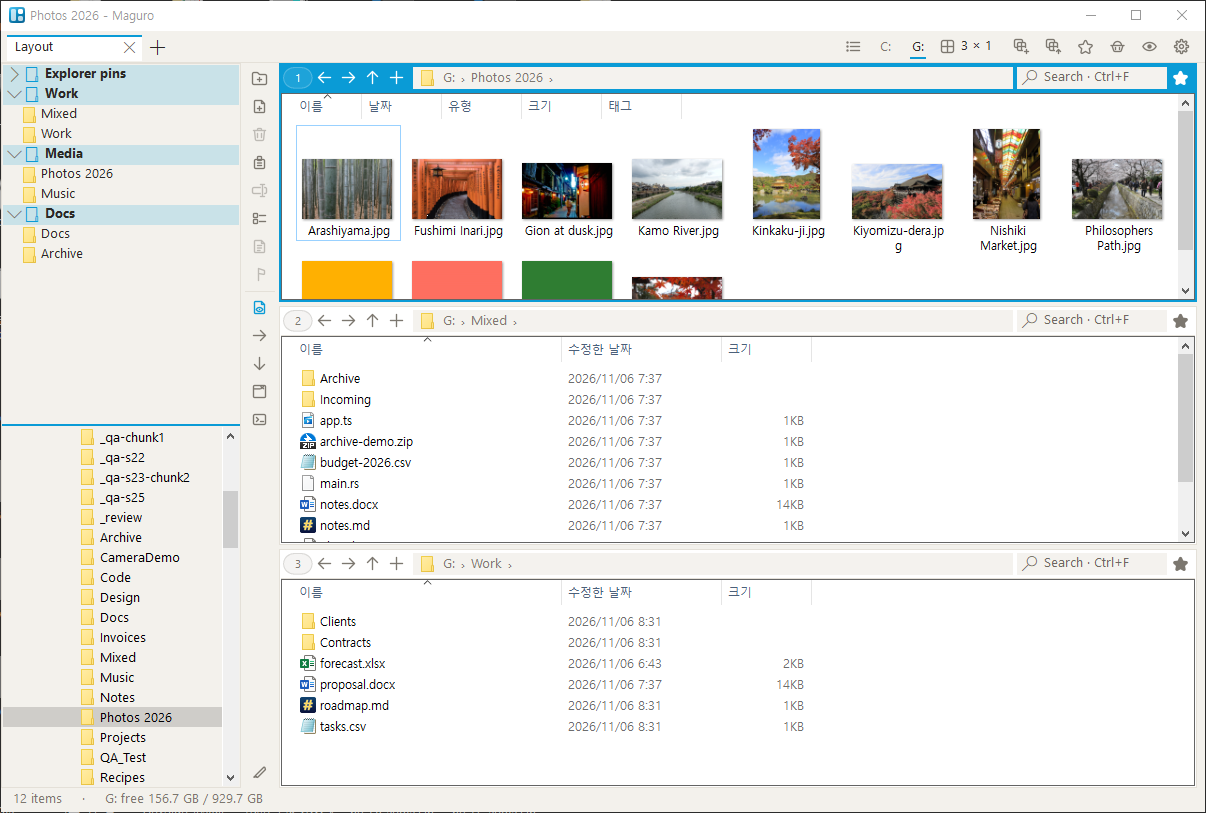 Photos 2026 - Maguro
Layout
C:
G:
3 × 1
Explorer pins
Work
Mixed
Work
Media
Photos 2026
Music
Docs
Docs
Archive
_qa-chunk1
_qa-s22
_qa-s23-chunk2
_qa-s25
_review
Archive
CameraDemo
Code
Design
Docs
Invoices
Mixed
Music
Notes
Photos 2026
Projects
QA_Test
Recipes
1
G: › Photos 2026 ›
Search · Ctrl+F
이름 날짜 유형 크기 태그
Arashiyama.jpg
Fushimi Inari.jpg
Gion at dusk.jpg
Kamo River.jpg
Kinkaku-ji.jpg
Kiyomizu-dera.jp
g
Nishiki
Market.jpg
Philosophers
Path.jpg
2
G: › Mixed ›
Search · Ctrl+F
이름 수정한 날짜 크기
Archive 2026/11/06 7:37
Incoming 2026/11/06 7:37
app.ts 2026/11/06 7:37 1KB
ZIP archive-demo.zip 2026/11/06 7:37 1KB
budget-2026.csv 2026/11/06 7:37 1KB
main.rs 2026/11/06 7:37 1KB
notes.docx 2026/11/06 7:37 14KB
# notes.md 2026/11/06 7:37 1KB
3
G: › Work ›
Search · Ctrl+F
이름 수정한 날짜 크기
Clients 2026/11/06 8:31
Contracts 2026/11/06 8:31
forecast.xlsx 2026/11/06 6:43 2KB
proposal.docx 2026/11/06 7:37 14KB
# roadmap.md 2026/11/06 8:31 1KB
tasks.csv 2026/11/06 8:31 1KB
12 items · G: free 156.7 GB / 929.7 GB